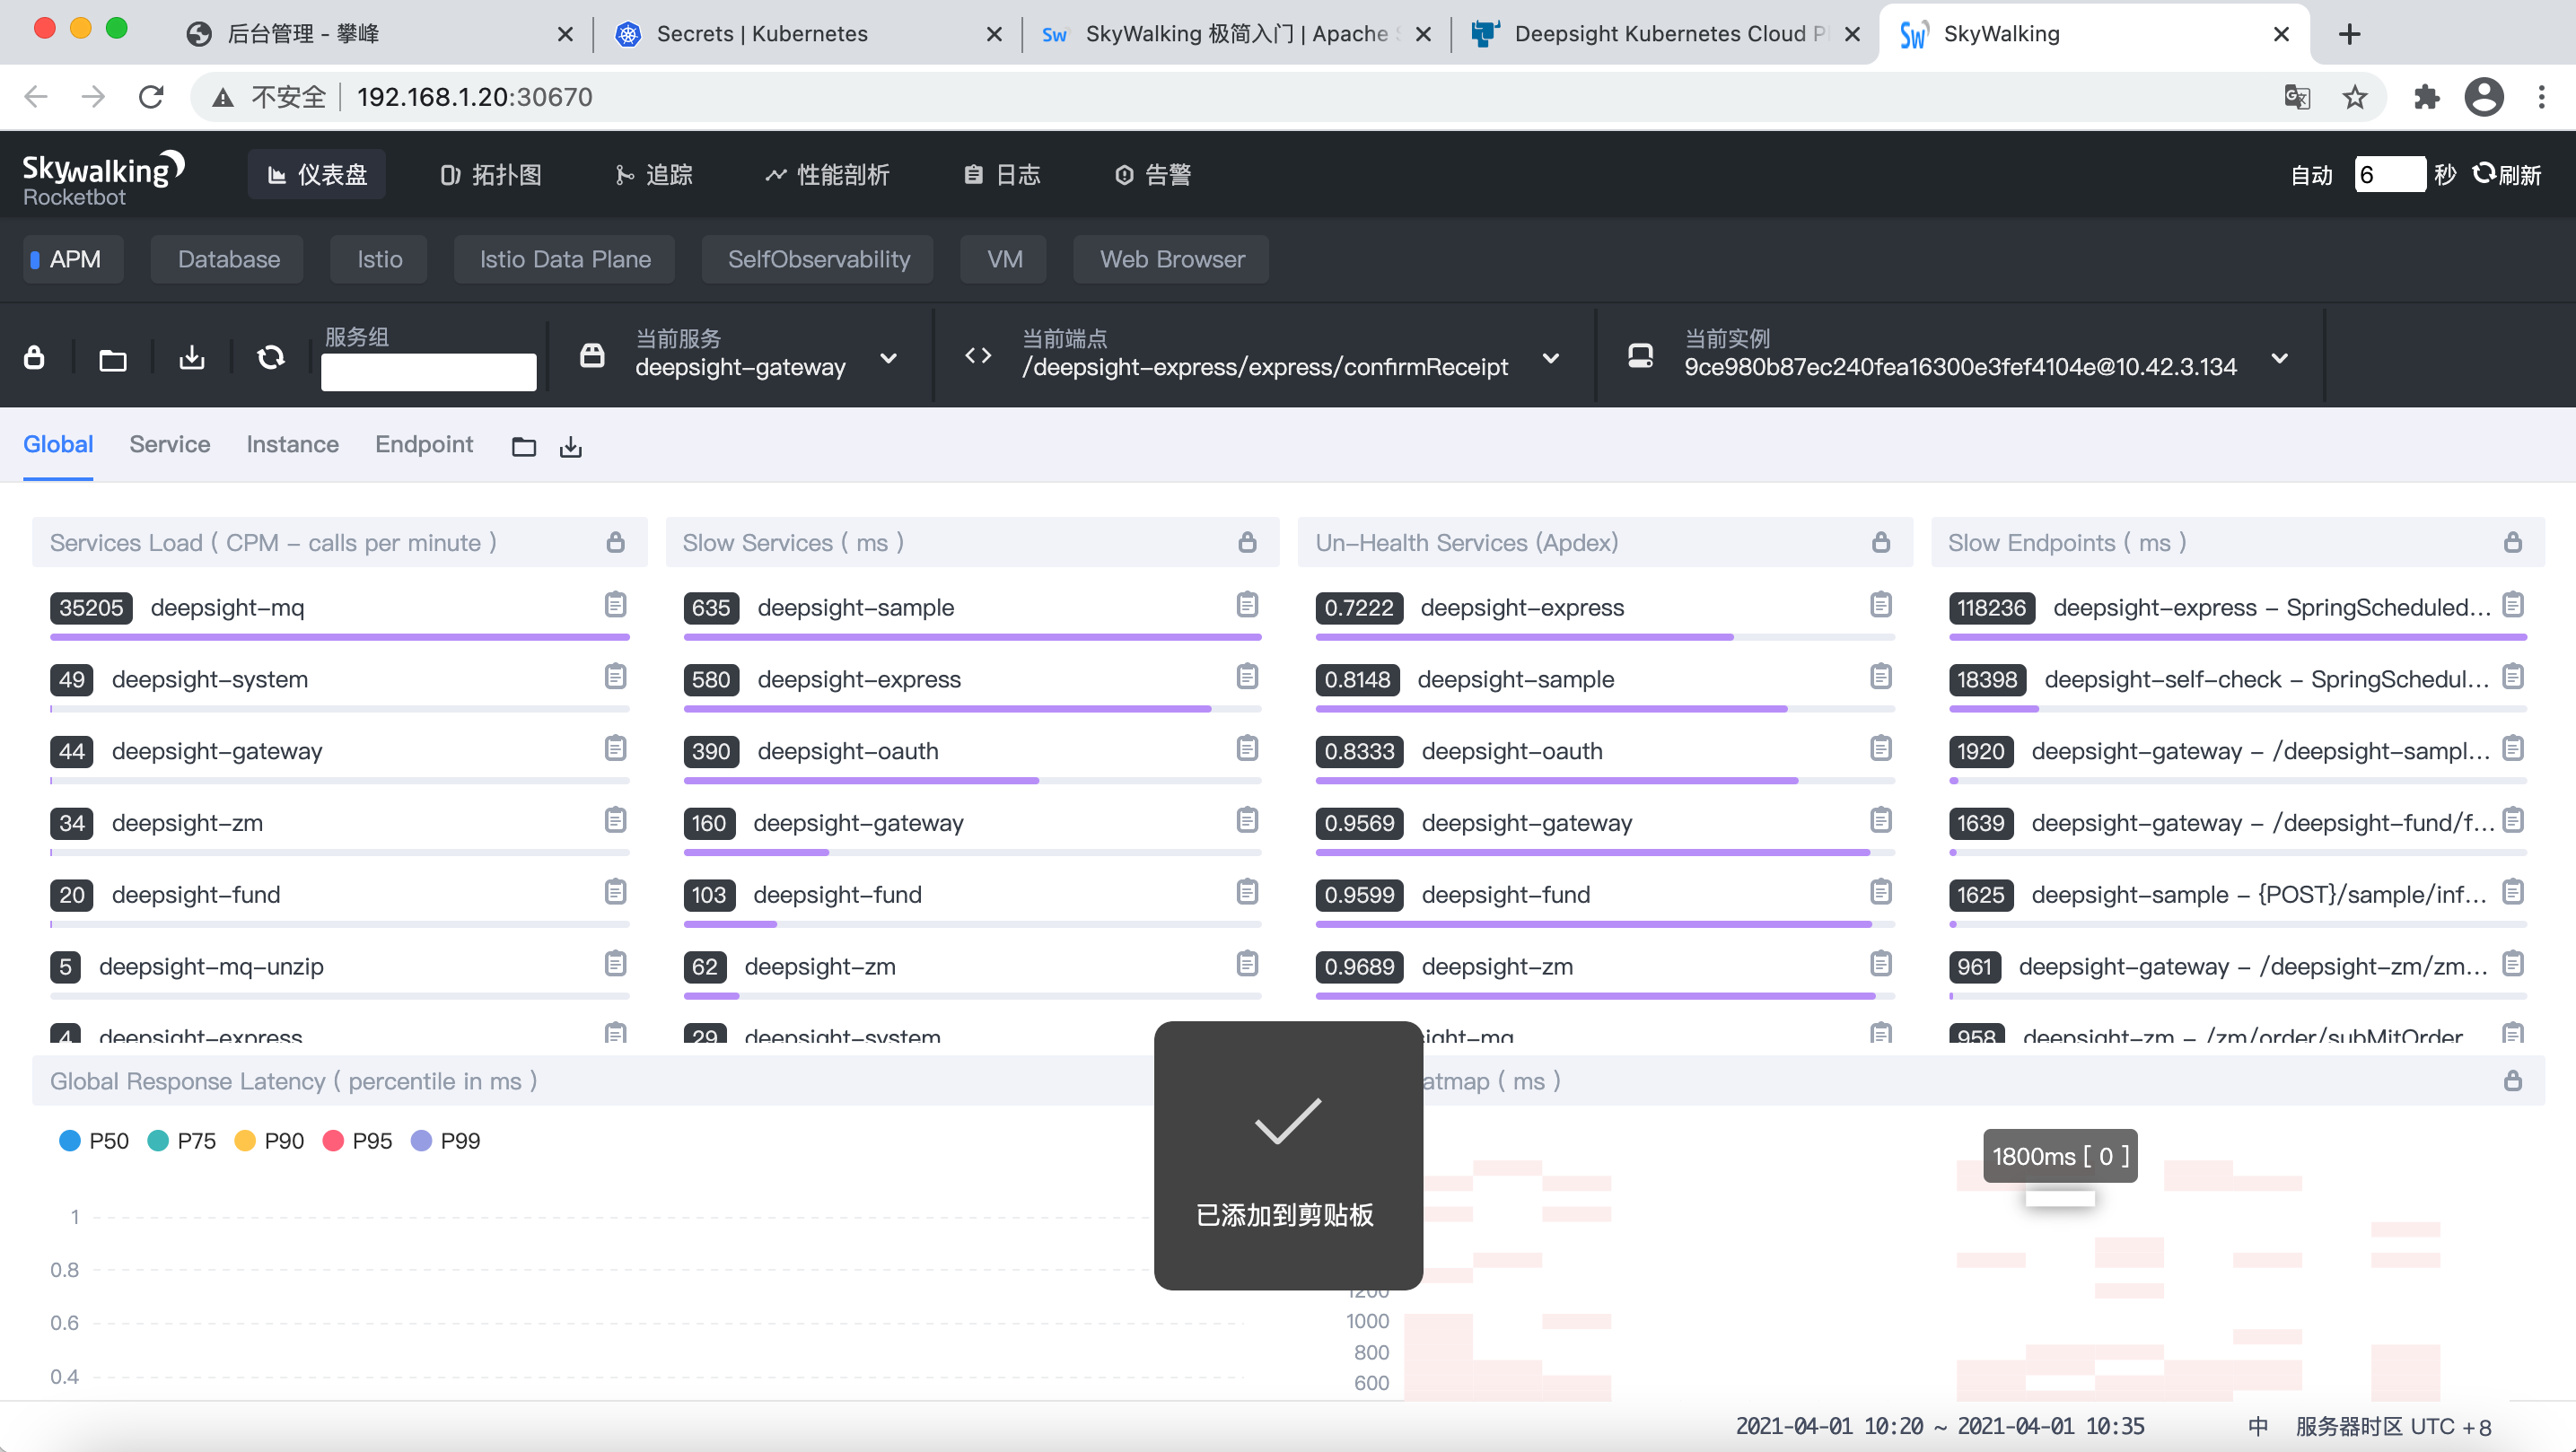 后台管理 - 攀峰
Secrets | Kubernetes
SkyWalking 极简入门 | Apache S
Deepsight Kubernetes Cloud Pl
SkyWalking
不安全 192.168.1.20:30670
Skywalking
Rocketbot
仪表盘
拓扑图
追踪
性能剖析
日志
告警
自动 6 秒 刷新
APM
Database
Istio
Istio Data Plane
SelfObservability
VM
Web Browser
服务组
当前服务
deepsight-gateway
当前端点
/deepsight-express/express/confirmReceipt
当前实例
9ce980b87ec240fea16300e3fef4104e@10.42.3.134
Global Service Instance Endpoint
Services Load ( CPM - calls per minute )
35205 deepsight-mq
49 deepsight-system
44 deepsight-gateway
34 deepsight-zm
20 deepsight-fund
5 deepsight-mq-unzip
4 deepsight-express
Slow Services ( ms )
635 deepsight-sample
580 deepsight-express
390 deepsight-oauth
160 deepsight-gateway
103 deepsight-fund
62 deepsight-zm
29 deepsight-system
Un-Health Services (Apdex)
0.7222 deepsight-express
0.8148 deepsight-sample
0.8333 deepsight-oauth
0.9569 deepsight-gateway
0.9599 deepsight-fund
0.9689 deepsight-zm
ight-mq
Slow Endpoints ( ms )
118236 deepsight-express - SpringScheduled...
18398 deepsight-self-check - SpringSchedul...
1920 deepsight-gateway - /deepsight-sampl...
1639 deepsight-gateway - /deepsight-fund/f...
1625 deepsight-sample - {POST}/sample/inf...
961 deepsight-gateway - /deepsight-zm/zm...
958 deepsight-zm - /zm/order/subMitOrder
Global Response Latency ( percentile in ms )
P50 P75 P90 P95 P99
1
0.8
0.6
0.4
已添加到剪贴板
atmap ( ms )
1800ms [ 0 ]
1200
1000
800
600
2021-04-01 10:20 ~ 2021-04-01 10:35
中
服务器时区 UTC +8